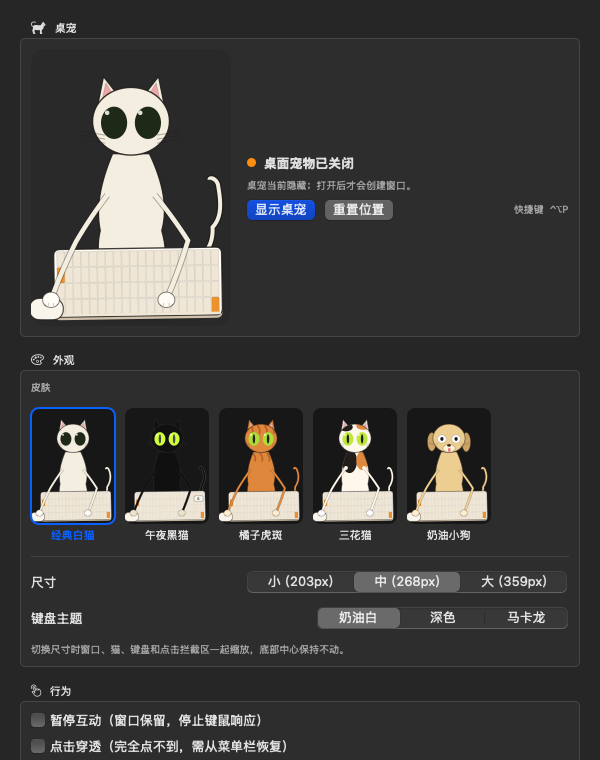 桌宠
桌面宠物已关闭
桌宠当前隐藏；打开后才会创建窗口。
显示桌宠 重置位置 快捷键 ^⌥P
外观
皮肤
经典白猫 午夜黑猫 橘子虎斑 三花猫 奶油小狗
尺寸 小 (203px) 中 (268px) 大 (359px)
键盘主题 奶油白 深色 马卡龙
切换尺寸时窗口、猫、键盘和点击拦截区一起缩放，底部中心保持不动。
行为
暂停互动（窗口保留，停止键鼠响应）
点击穿透（完全点不到，需从菜单栏恢复）